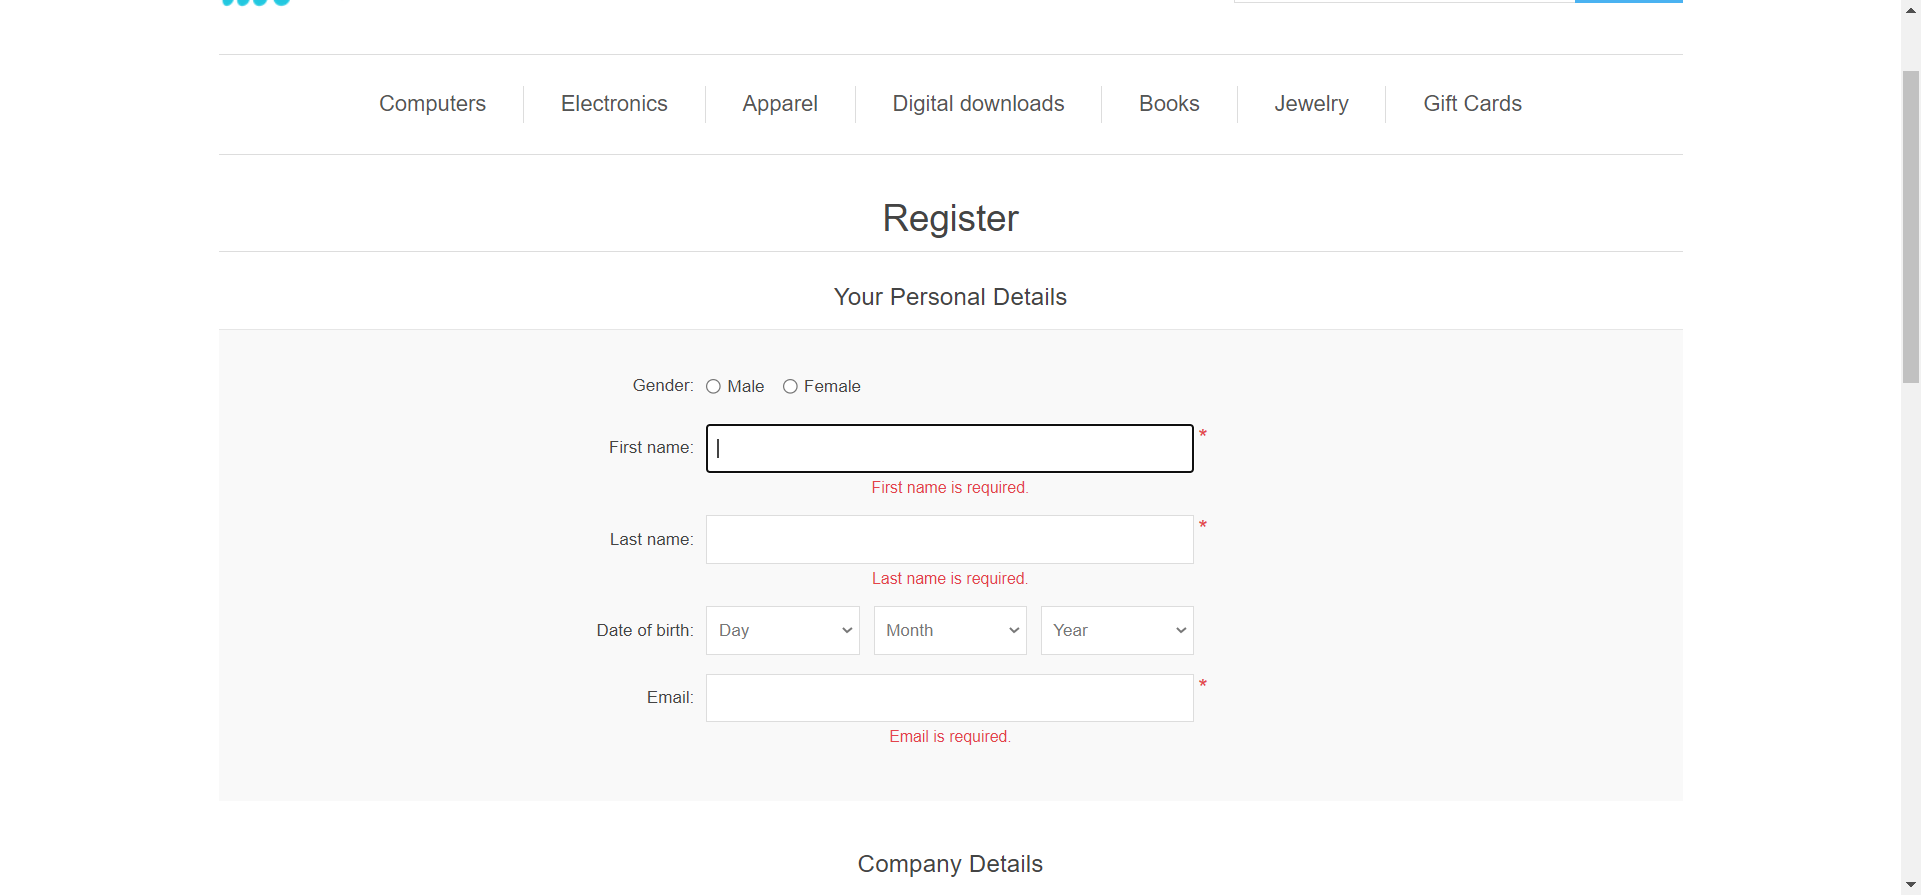 Computers Electronics Apparel Digital downloads Books Jewelry Gift Cards
Register
Your Personal Details
Gender: Male Female
First name: *
First name is required.
Last name: *
Last name is required.
Date of birth: Day Month Year
Email: *
Email is required.
Company Details